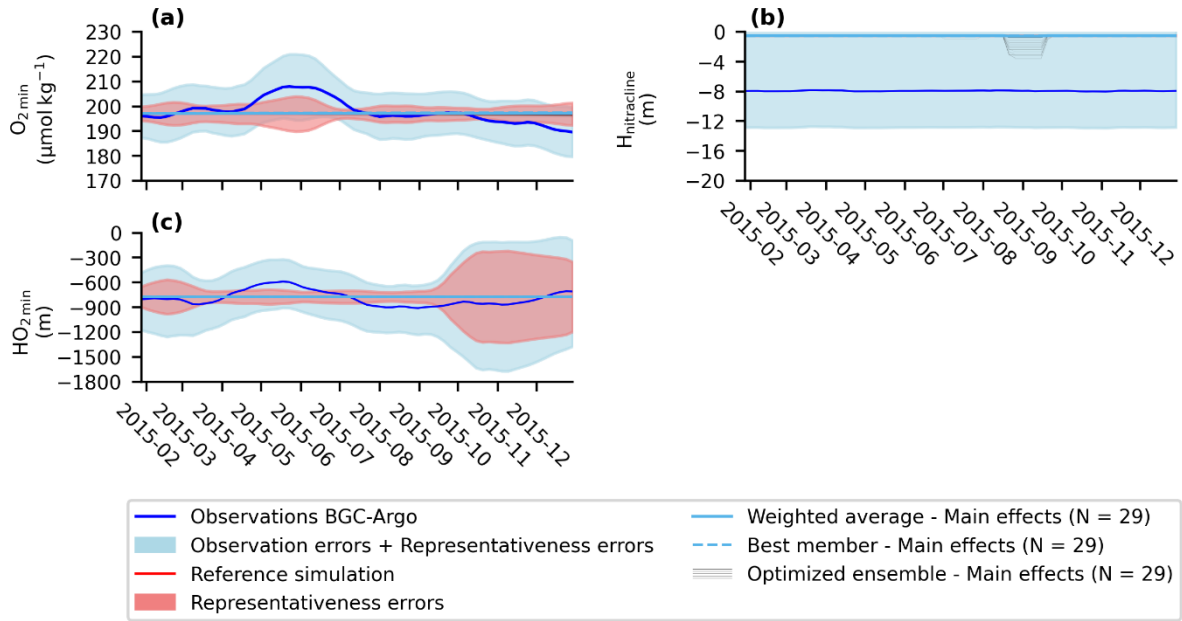 (a)
230
220
210
200
190
180
170
O2 min
(μmol kg−1)
(b)
0
−4
−8
−12
−16
−20
Hnitracline
(m)
2015-02
2015-03
2015-04
2015-05
2015-06
2015-07
2015-08
2015-09
2015-10
2015-11
2015-12
(c)
0
−300
−600
−900
−1200
−1500
−1800
HO2 min
(m)
2015-02
2015-03
2015-04
2015-05
2015-06
2015-07
2015-08
2015-09
2015-10
2015-11
2015-12
Observations BGC-Argo
Observation errors + Representativeness errors
Reference simulation
Representativeness errors
Weighted average - Main effects (N = 29)
Best member - Main effects (N = 29)
Optimized ensemble - Main effects (N = 29)